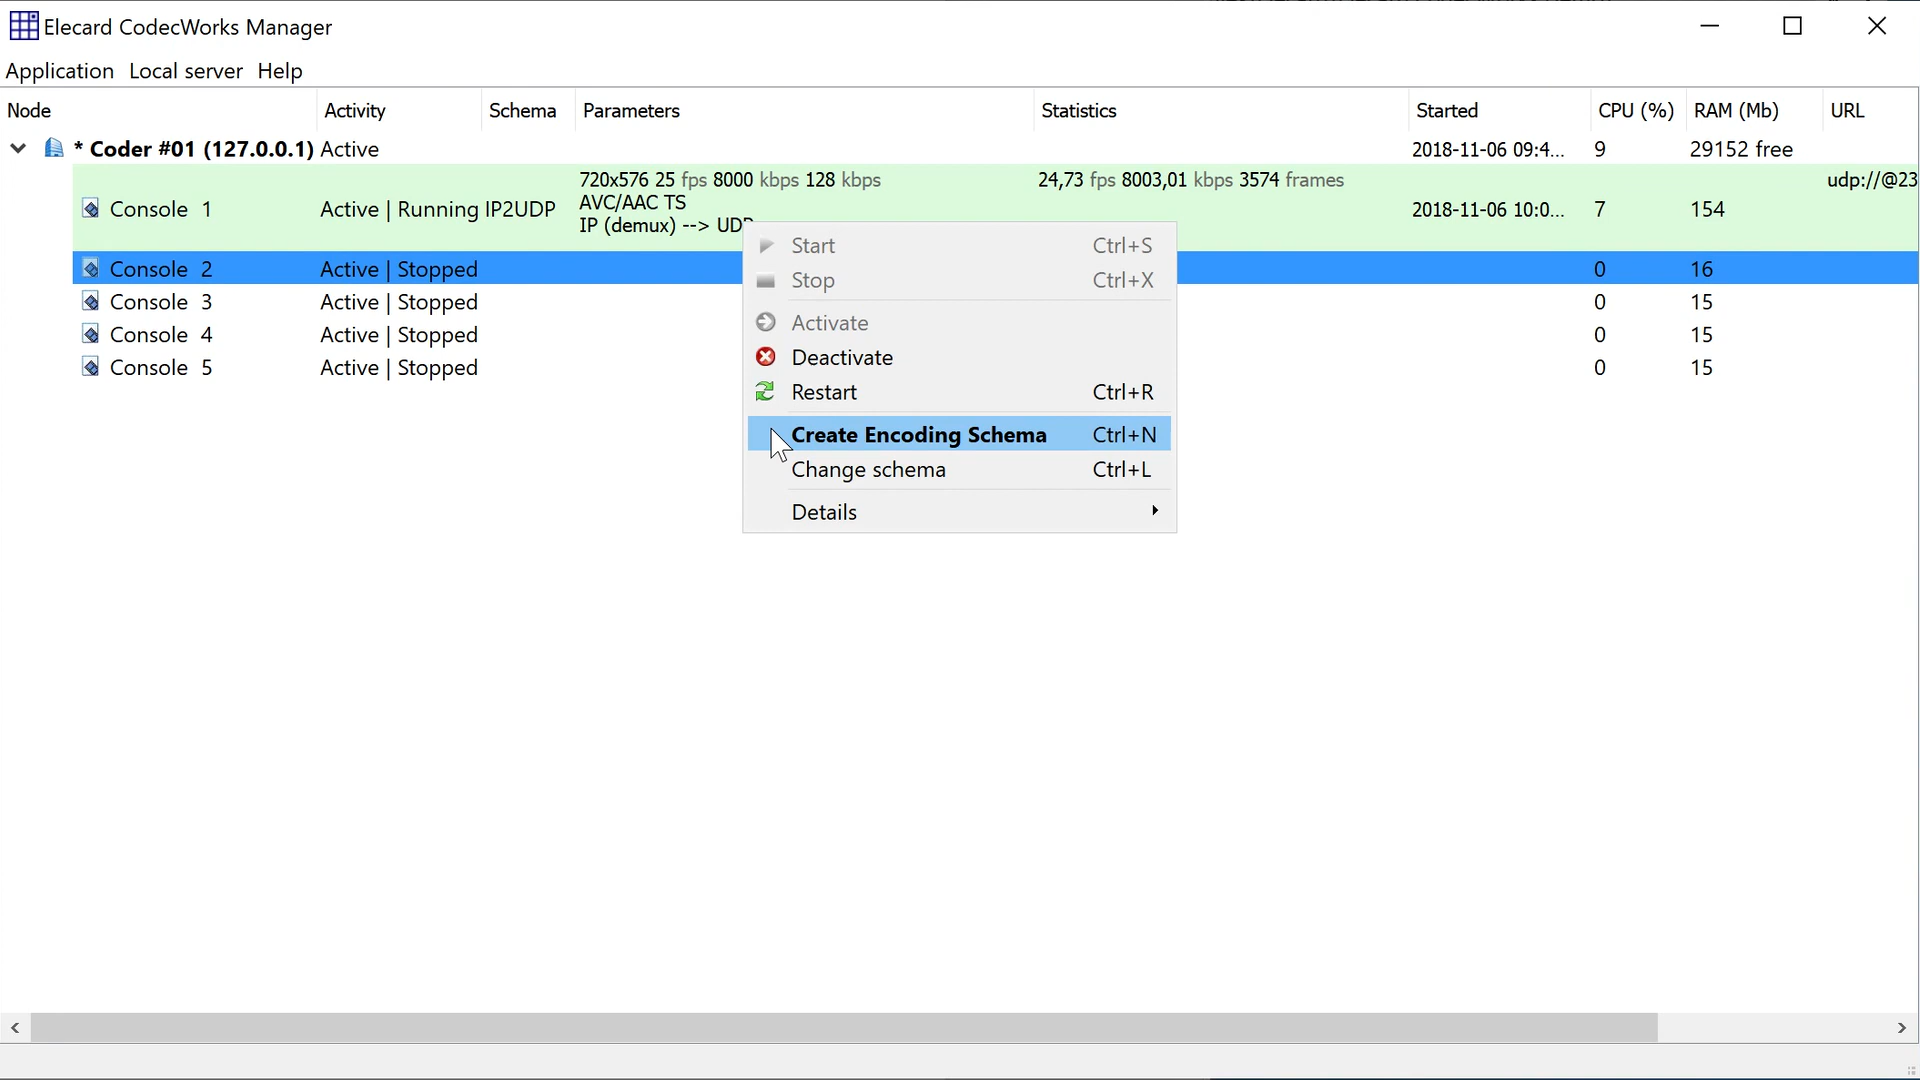 Elecard CodecWorks Manager
Application Local server Help
Node Activity Schema Parameters Statistics Started CPU (%) RAM (Mb) URL
* Coder #01 (127.0.0.1) Active 2018-11-06 09:4... 9 29152 free
720x576 25 fps 8000 kbps 128 kbps 24,73 fps 8003,01 kbps 3574 frames udp://@23
AVC/AAC TS
Console 1 Active | Running IP2UDP 2018-11-06 10:0... 7 154
IP (demux) --> UDP
Console 2 Active | Stopped 0 16
Console 3 Active | Stopped 0 15
Console 4 Active | Stopped 0 15
Console 5 Active | Stopped 0 15
Start Ctrl+S
Stop Ctrl+X
Activate
Deactivate
Restart Ctrl+R
Create Encoding Schema Ctrl+N
Change schema Ctrl+L
Details